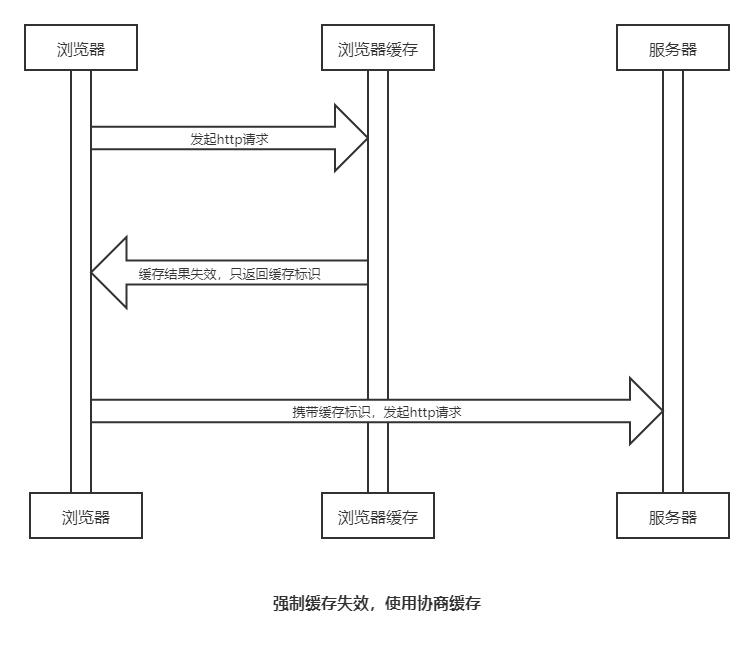 浏览器
浏览器缓存
服务器
发起http请求
缓存结果失效，只返回缓存标识
携带缓存标识，发起http请求
浏览器
浏览器缓存
服务器
强制缓存失效，使用协商缓存